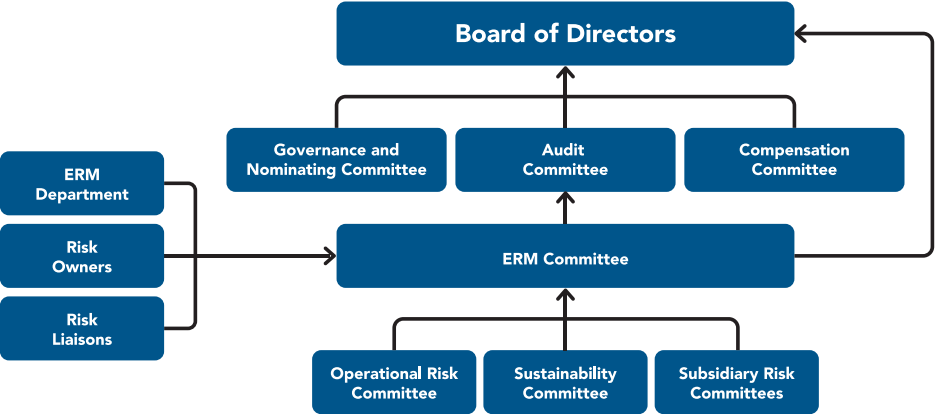 Board of Directors
Governance and
Nominating Committee
Audit
Committee
Compensation
Committee
ERM
Department
Risk
Owners
Risk
Liaisons
ERM Committee
Operational Risk
Committee
Sustainability
Committee
Subsidiary Risk
Committees